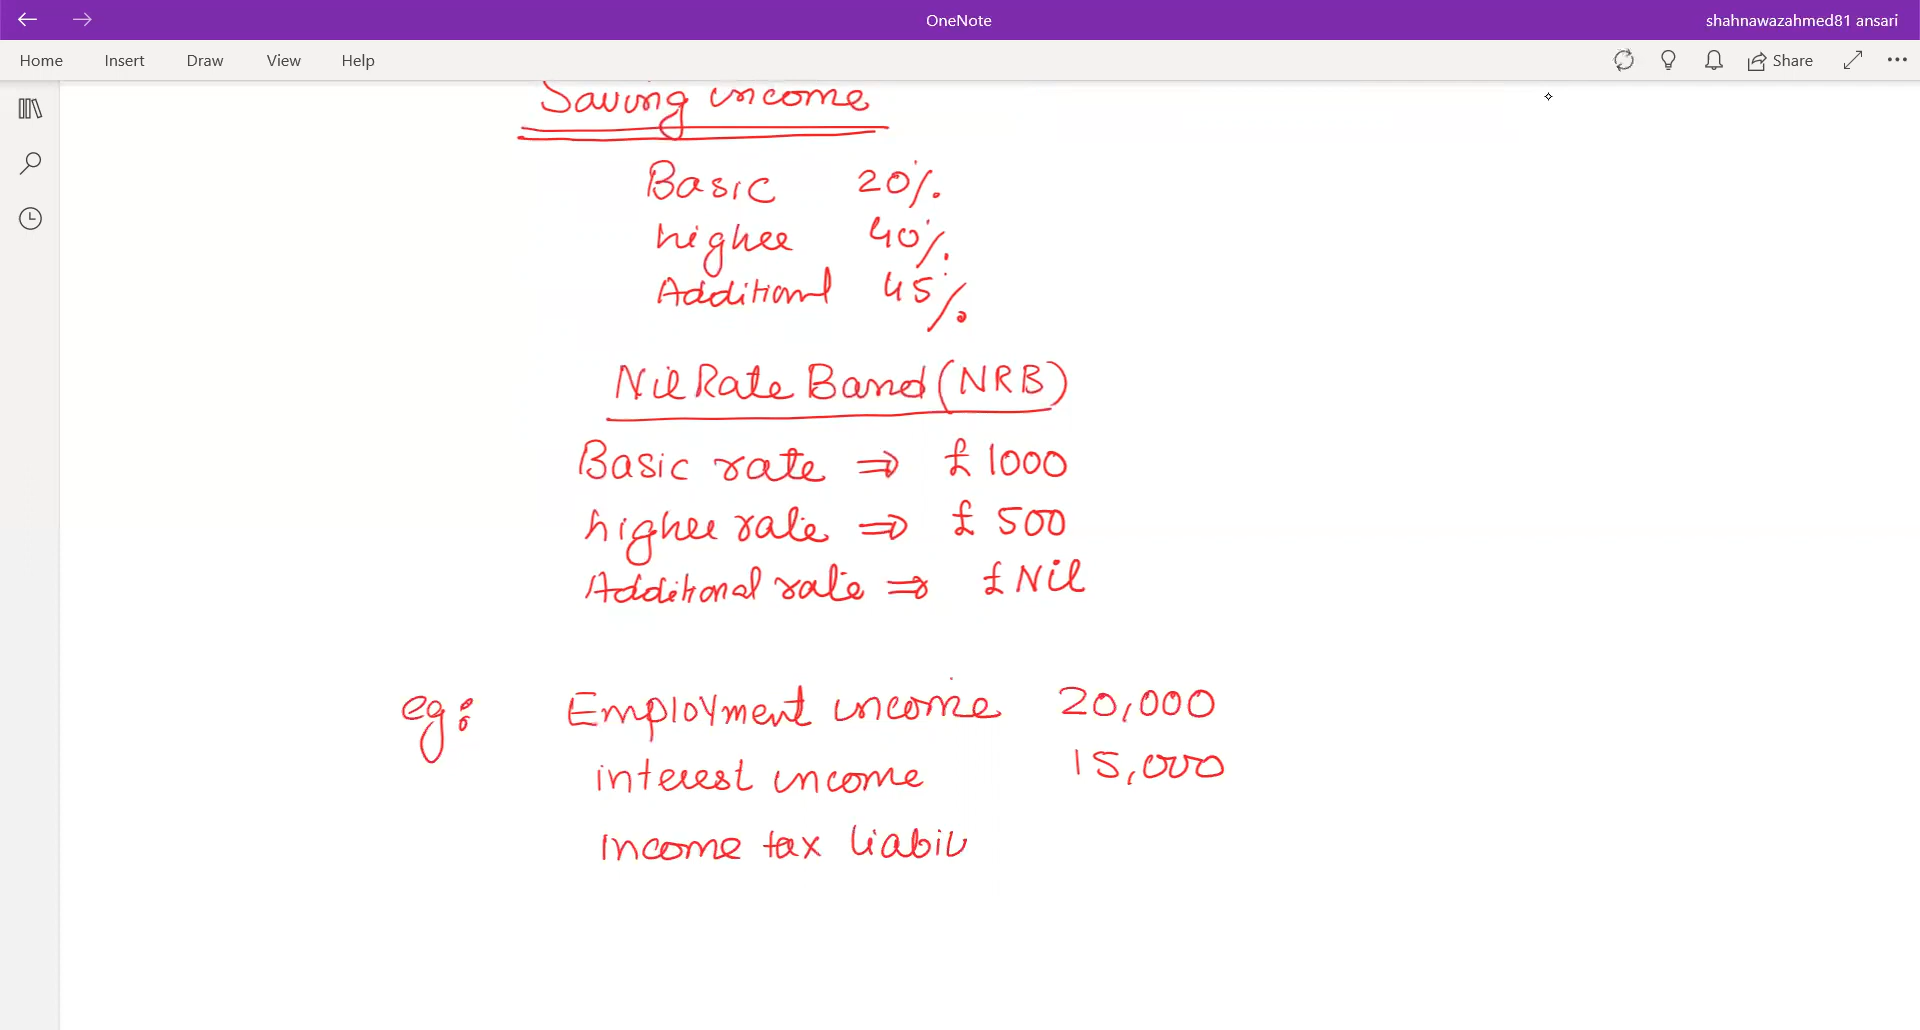 OneNote
shahnawazahmed81 ansari
Home Insert Draw View Help Share
Saving income
Basic 20%
higher 40%
Additional 45%
Nil Rate Band (NRB)
Basic rate ⇒ £1000
higher rate ⇒ £ 500
Additional rate ⇒ £ Nil
eg: Employment income 20,000
interest income 15,000
Income tax liabil